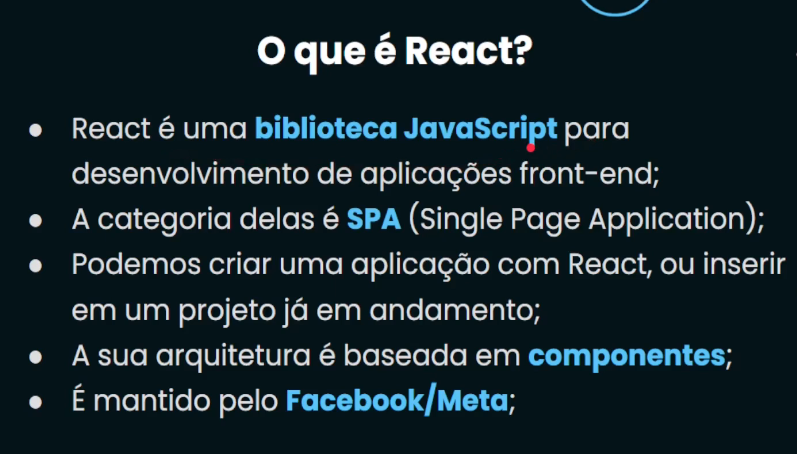 O que é React?
● React é uma biblioteca JavaScript para
desenvolvimento de aplicações front-end;
● A categoria delas é SPA (Single Page Application);
● Podemos criar uma aplicação com React, ou inserir
em um projeto já em andamento;
● A sua arquitetura é baseada em componentes;
● É mantido pelo Facebook/Meta;